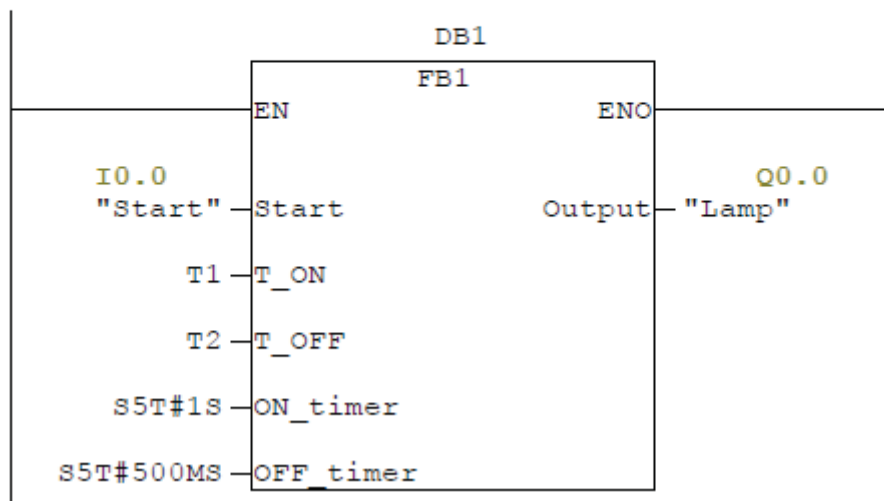 DB1
FB1
EN ENO
I0.0 Q0.0
"Start" Start Output "Lamp"
T1 T_ON
T2 T_OFF
S5T#1S ON_timer
S5T#500MS OFF_timer